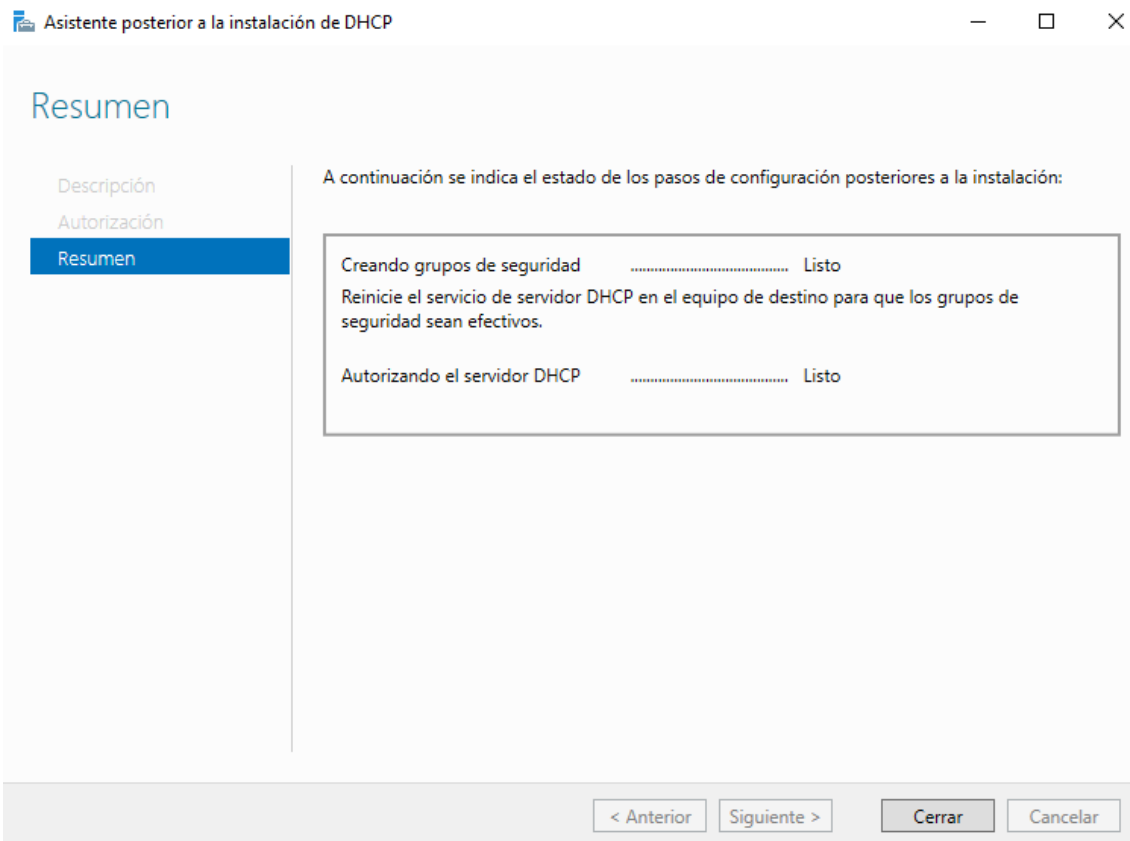 Asistente posterior a la instalación de DHCP
Resumen
Descripción
Autorización
Resumen
A continuación se indica el estado de los pasos de configuración posteriores a la instalación:
Creando grupos de seguridad ........................................ Listo
Reinicie el servicio de servidor DHCP en el equipo de destino para que los grupos de
seguridad sean efectivos.
Autorizando el servidor DHCP ........................................ Listo
< Anterior Siguiente > Cerrar Cancelar